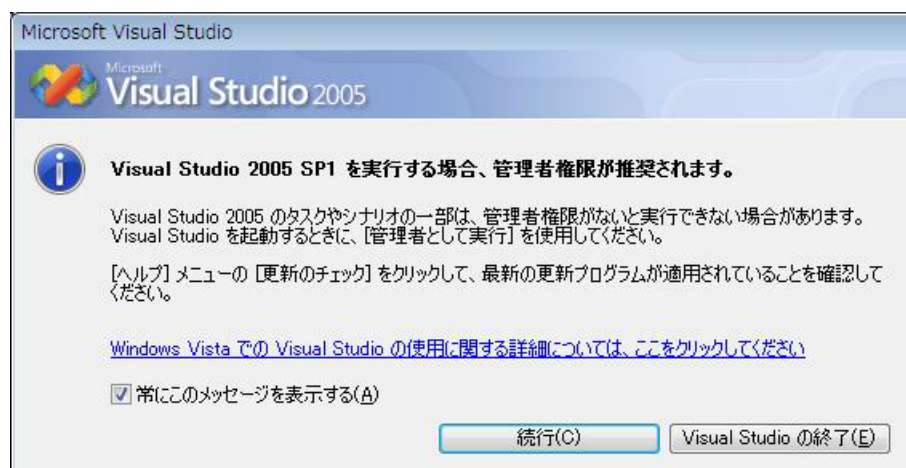 Microsoft Visual Studio
Microsoft
Visual Studio 2005
Visual Studio 2005 SP1 を実行する場合、管理者権限が推奨されます。
Visual Studio 2005 のタスクやシナリオの一部は、管理者権限がないと実行できない場合があります。
Visual Studio を起動するときに、[管理者として実行] を使用してください。
[ヘルプ] メニューの [更新のチェック] をクリックして、最新の更新プログラムが適用されていることを確認して
ください。
Windows Vista での Visual Studio の使用に関する詳細については、ここをクリックしてください
常にこのメッセージを表示する(A)
続行(C) Visual Studio の終了(E)